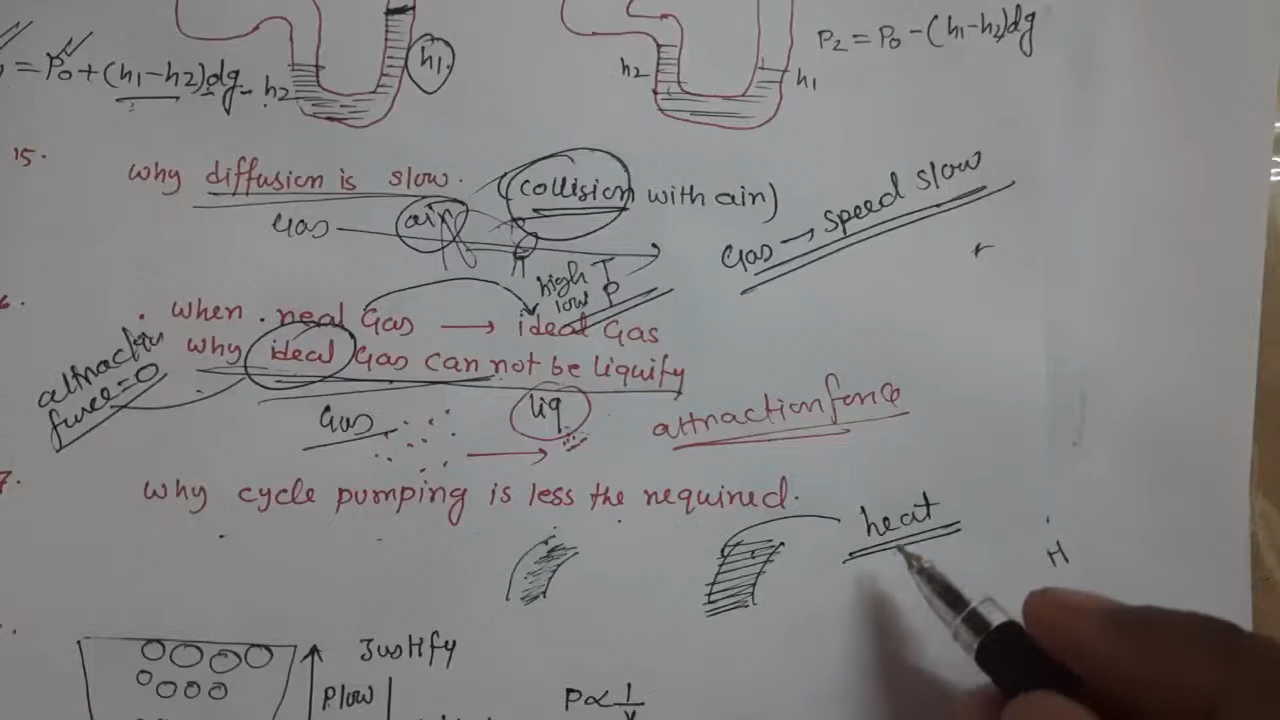 = P0 + (h1-h2)dg
h2
h1.
h2
h1
P2 = P0 - (h1-h2)dg
15.
why diffusion is slow. (collision with air)
Gas
air
Gas → speed slow
high T
low P
6.
. when real Gas → ideal Gas
why ideal Gas can not be liquify
attraction
force=0
Gas
liq
attraction force
7.
why cycle pumping is less the required.
heat
H
Justify
P low
P∝1/V